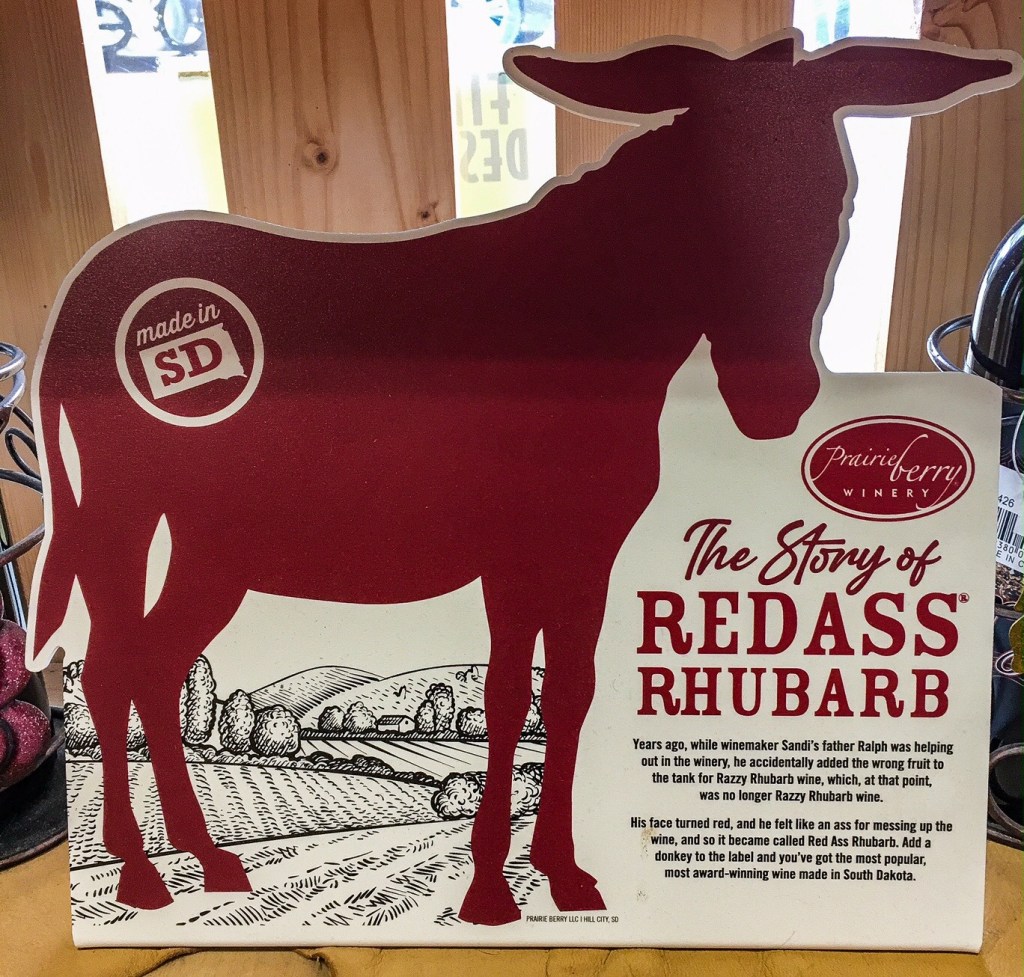 made in
SD
Prairie berry
WINERY
The Story of
REDASS®
RHUBARB
Years ago, while winemaker Sandi's father Ralph was helping
out in the winery, he accidentally added the wrong fruit to
the tank for Razzy Rhubarb wine, which, at that point,
was no longer Razzy Rhubarb wine.
His face turned red, and he felt like an ass for messing up the
wine, and so it became called Red Ass Rhubarb. Add a
donkey to the label and you've got the most popular,
most award-winning wine made in South Dakota.
PRAIRIE BERRY LLC | HILL CITY, SD